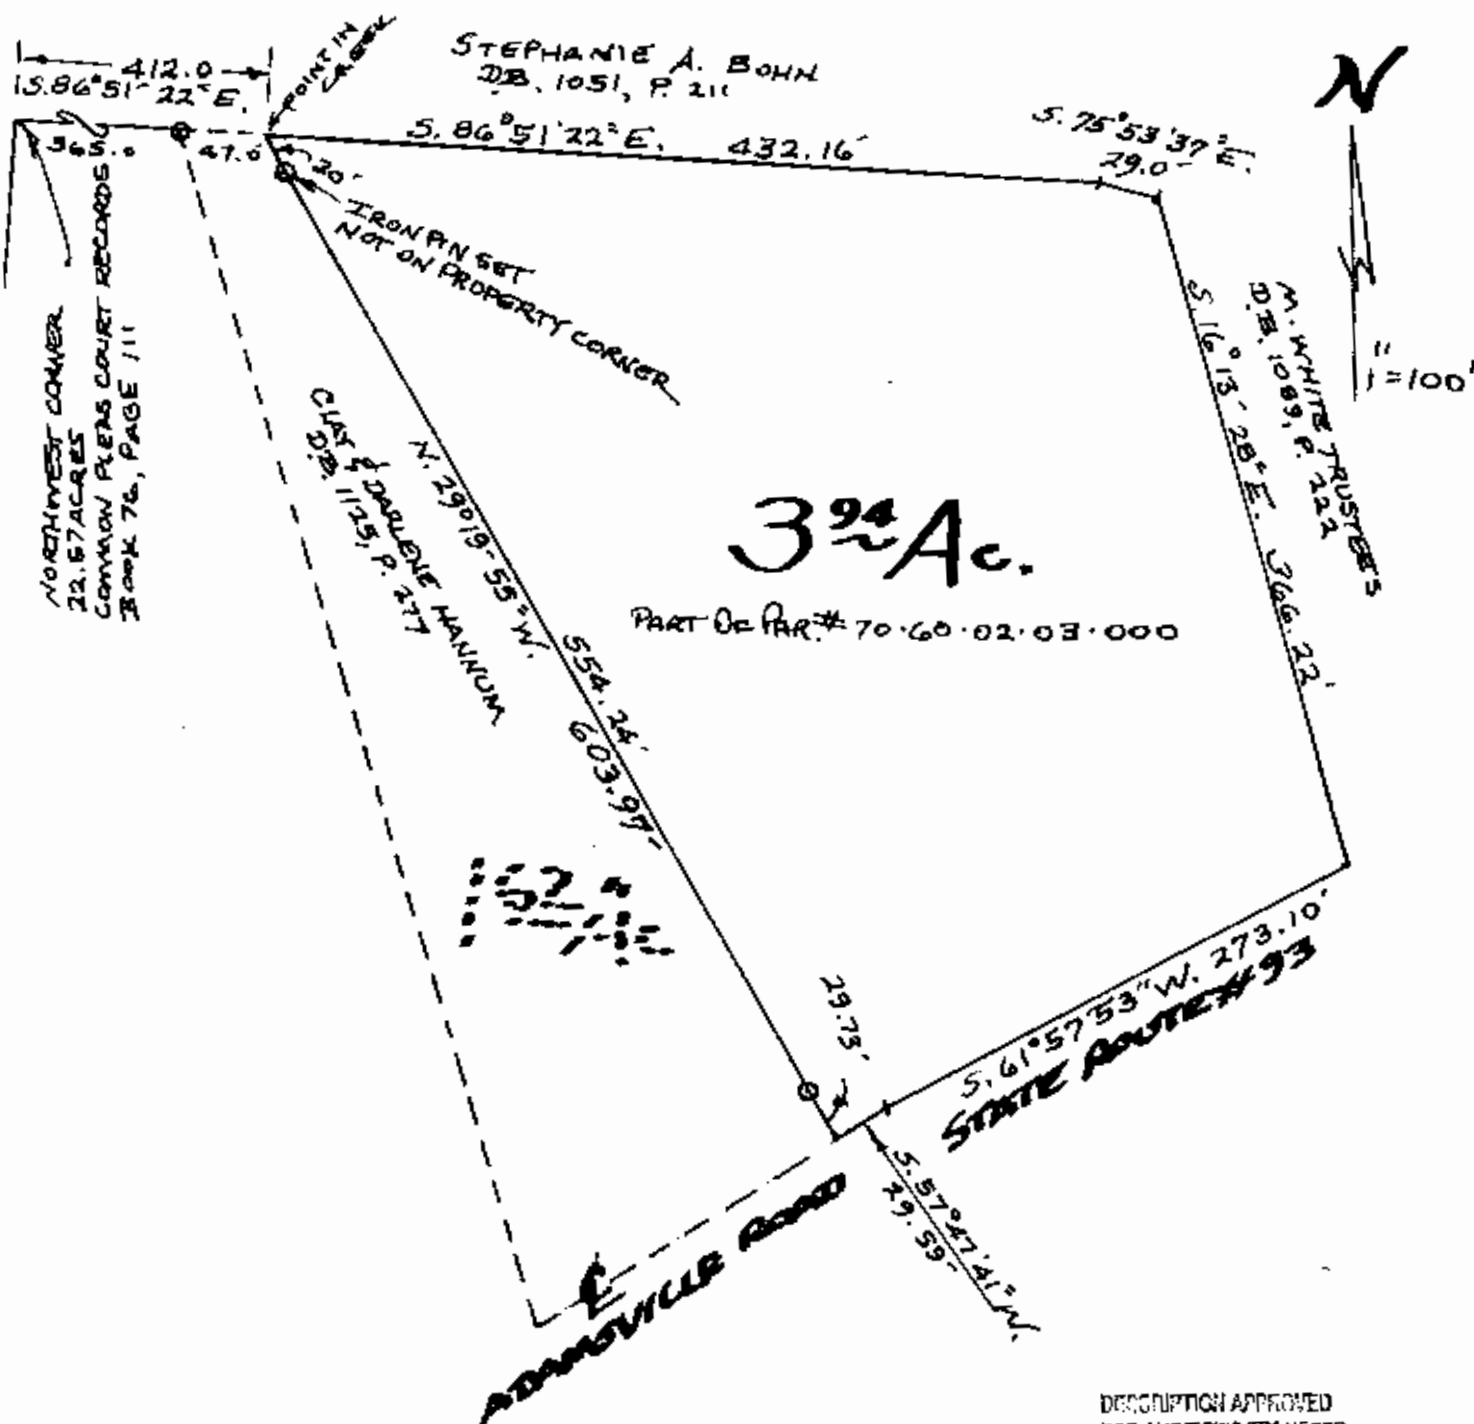 412.0
S.86°51'22"E.
365.0
47.0
POINT IN
CREEK
STEPHANIE A. BOHN
D.B. 1051, P. 211
S. 86°51'22"E. 432.16'
S. 75°53'37"E.
29.0'
N
1"=100'
20'
IRON PIN SET
NOT ON PROPERTY CORNER
NORTHWEST CORNER
22.57 ACRES
COMMON PLEAS COURT RECORDS
BOOK 76, PAGE 111
CLAY & DARLENE HANNUM
D.B. 1125, P. 277
N. 29°19'55"W. 554.24'
603.97'
3.94 Ac.
PART OF PAR.# 70.60.02.03.000
M. WHITE TRUSTEES
D.B. 1089, P. 222
S. 16°13'28"E. 366.22'
29.73'
S. 61°57'53"W. 273.10'
STATE ROUTE #93
S. 57°47'41"W.
29.59'
ADAMSVILLE ROAD
DESCRIPTION APPROVED